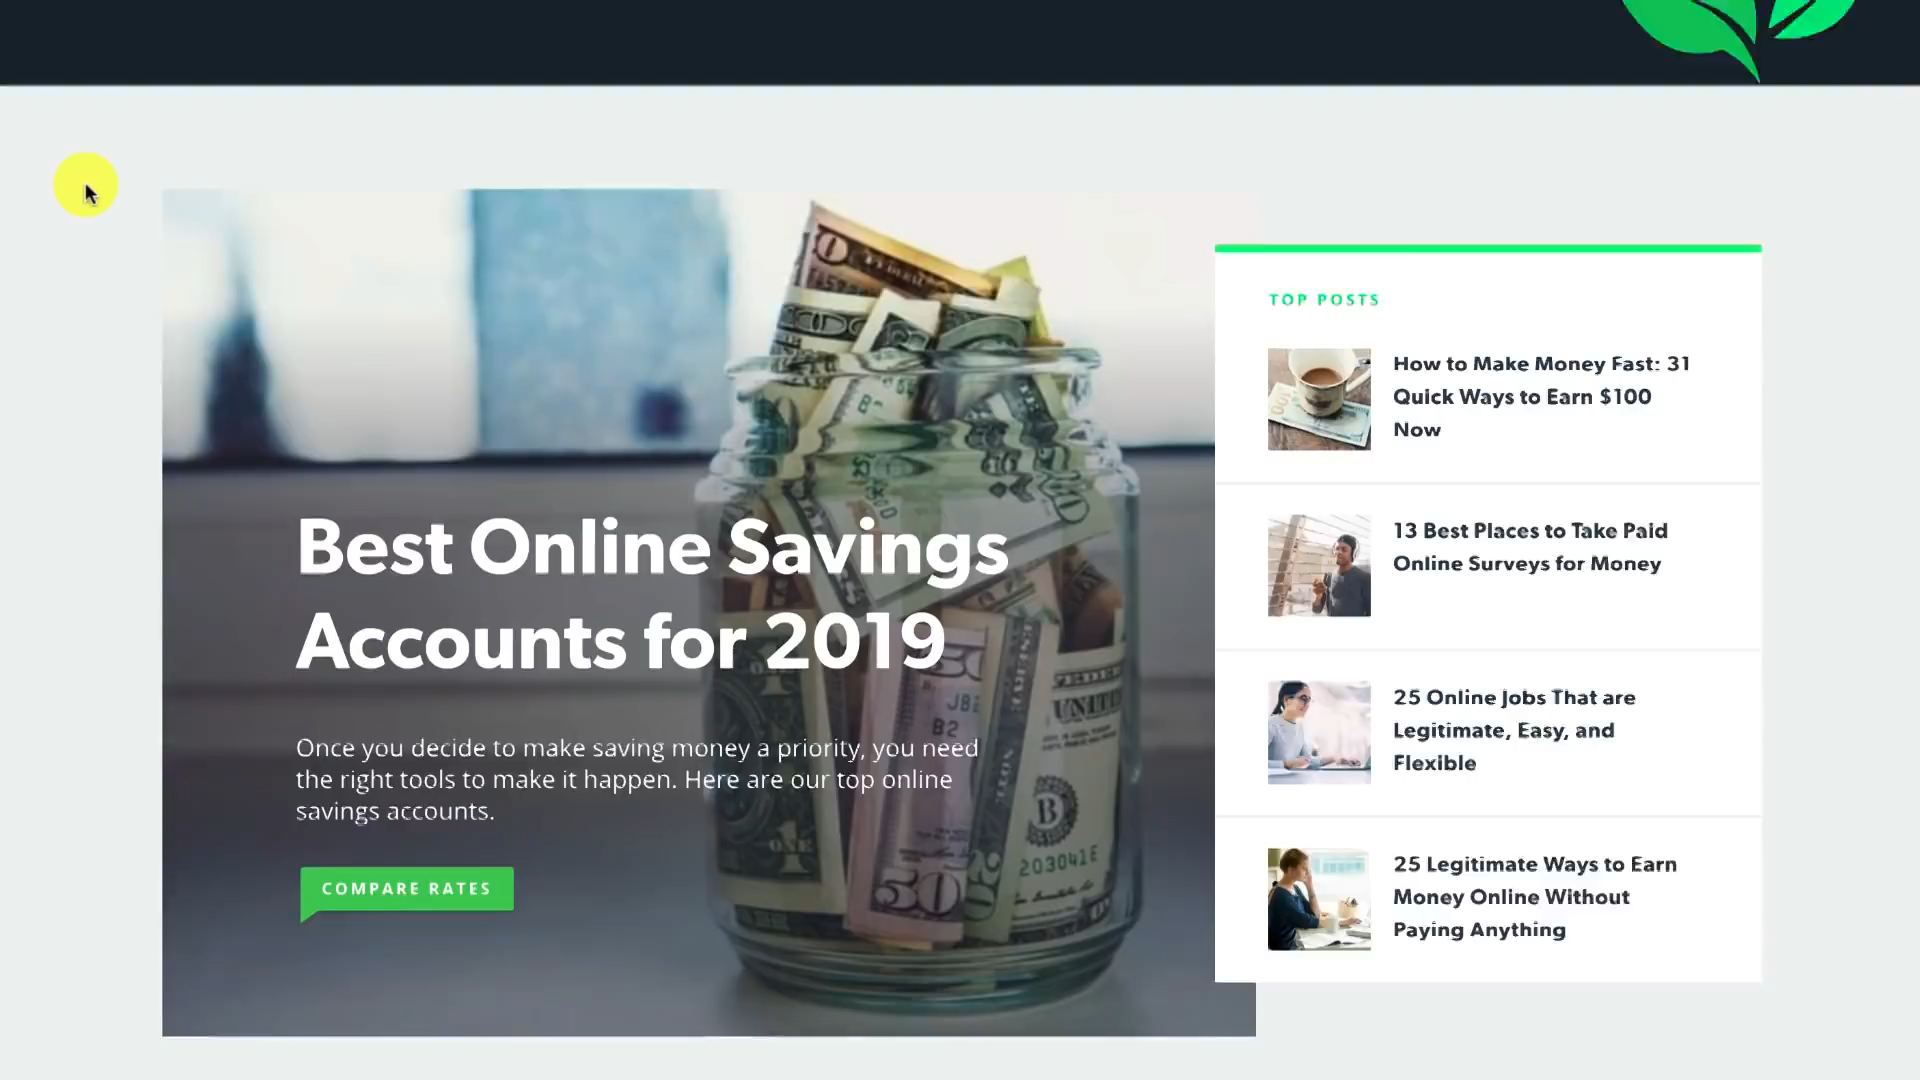 Best Online Savings
Accounts for 2019
Once you decide to make saving money a priority, you need
the right tools to make it happen. Here are our top online
savings accounts.
COMPARE RATES
TOP POSTS
How to Make Money Fast: 31
Quick Ways to Earn $100
Now
13 Best Places to Take Paid
Online Surveys for Money
25 Online Jobs That are
Legitimate, Easy, and
Flexible
25 Legitimate Ways to Earn
Money Online Without
Paying Anything